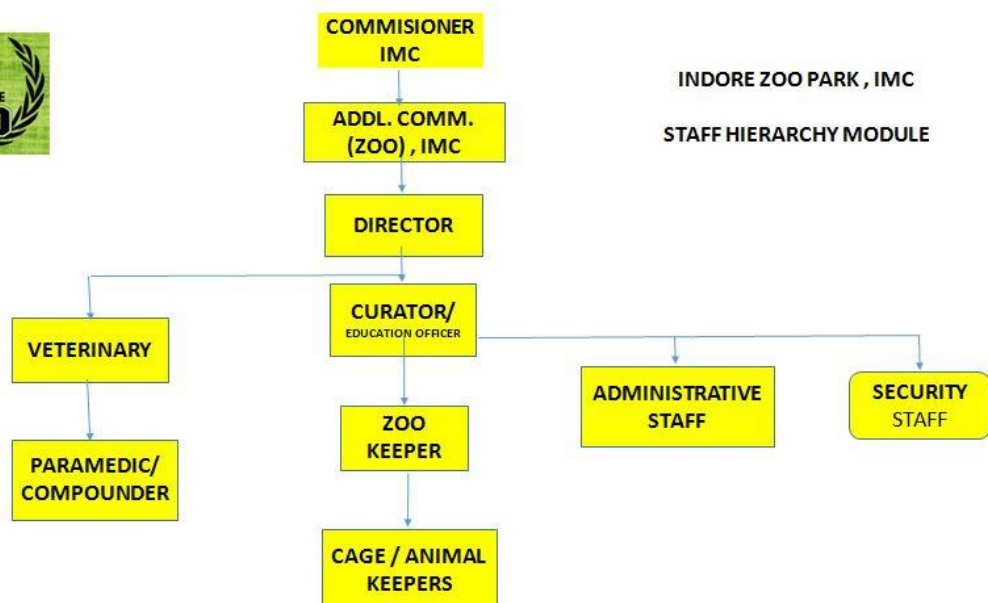 COMMISIONER
IMC
INDORE ZOO PARK , IMC
STAFF HIERARCHY MODULE
ADDL. COMM.
(ZOO) , IMC
DIRECTOR
CURATOR/
EDUCATION OFFICER
VETERINARY
ADMINISTRATIVE
STAFF
SECURITY
STAFF
ZOO
KEEPER
PARAMEDIC/
COMPOUNDER
CAGE / ANIMAL
KEEPERS